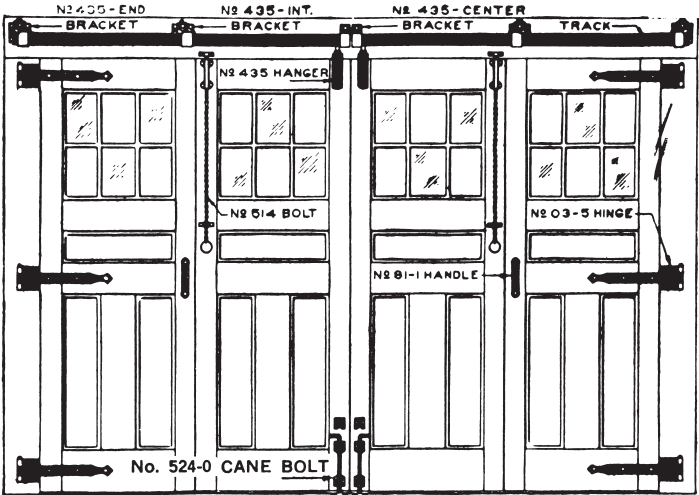 № 435-END
BRACKET
№ 435-INT.
BRACKET
№ 435-CENTER
BRACKET
TRACK
№ 435 HANGER
№ 514 BOLT
№ 03-5 HINGE
№ 81-1 HANDLE
No. 524-0 CANE BOLT